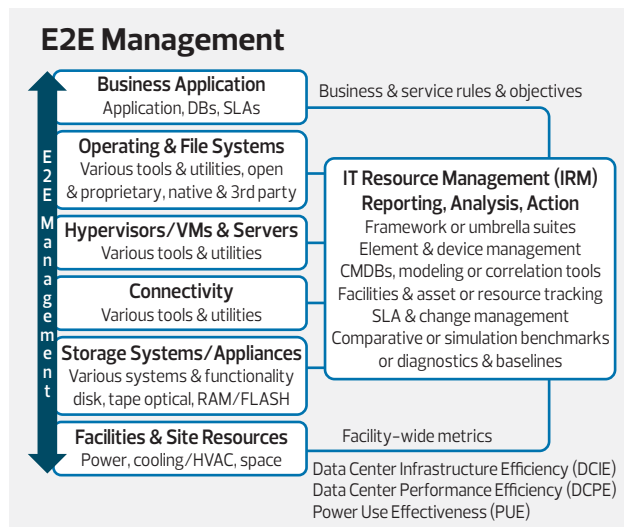 E2E Management
E2E Management
Business Application
Application, DBs, SLAs
Business & service rules & objectives
Operating & File Systems
Various tools & utilities, open
& proprietary, native & 3rd party
Hypervisors/VMs & Servers
Various tools & utilities
Connectivity
Various tools & utilities
Storage Systems/Appliances
Various systems & functionality
disk, tape optical, RAM/FLASH
Facilities & Site Resources
Power, cooling/HVAC, space
IT Resource Management (IRM)
Reporting, Analysis, Action
Framework or umbrella suites
Element & device management
CMDBs, modeling or correlation tools
Facilities & asset or resource tracking
SLA & change management
Comparative or simulation benchmarks
or diagnostics & baselines
Facility-wide metrics
Data Center Infrastructure Efficiency (DCIE)
Data Center Performance Efficiency (DCPE)
Power Use Effectiveness (PUE)